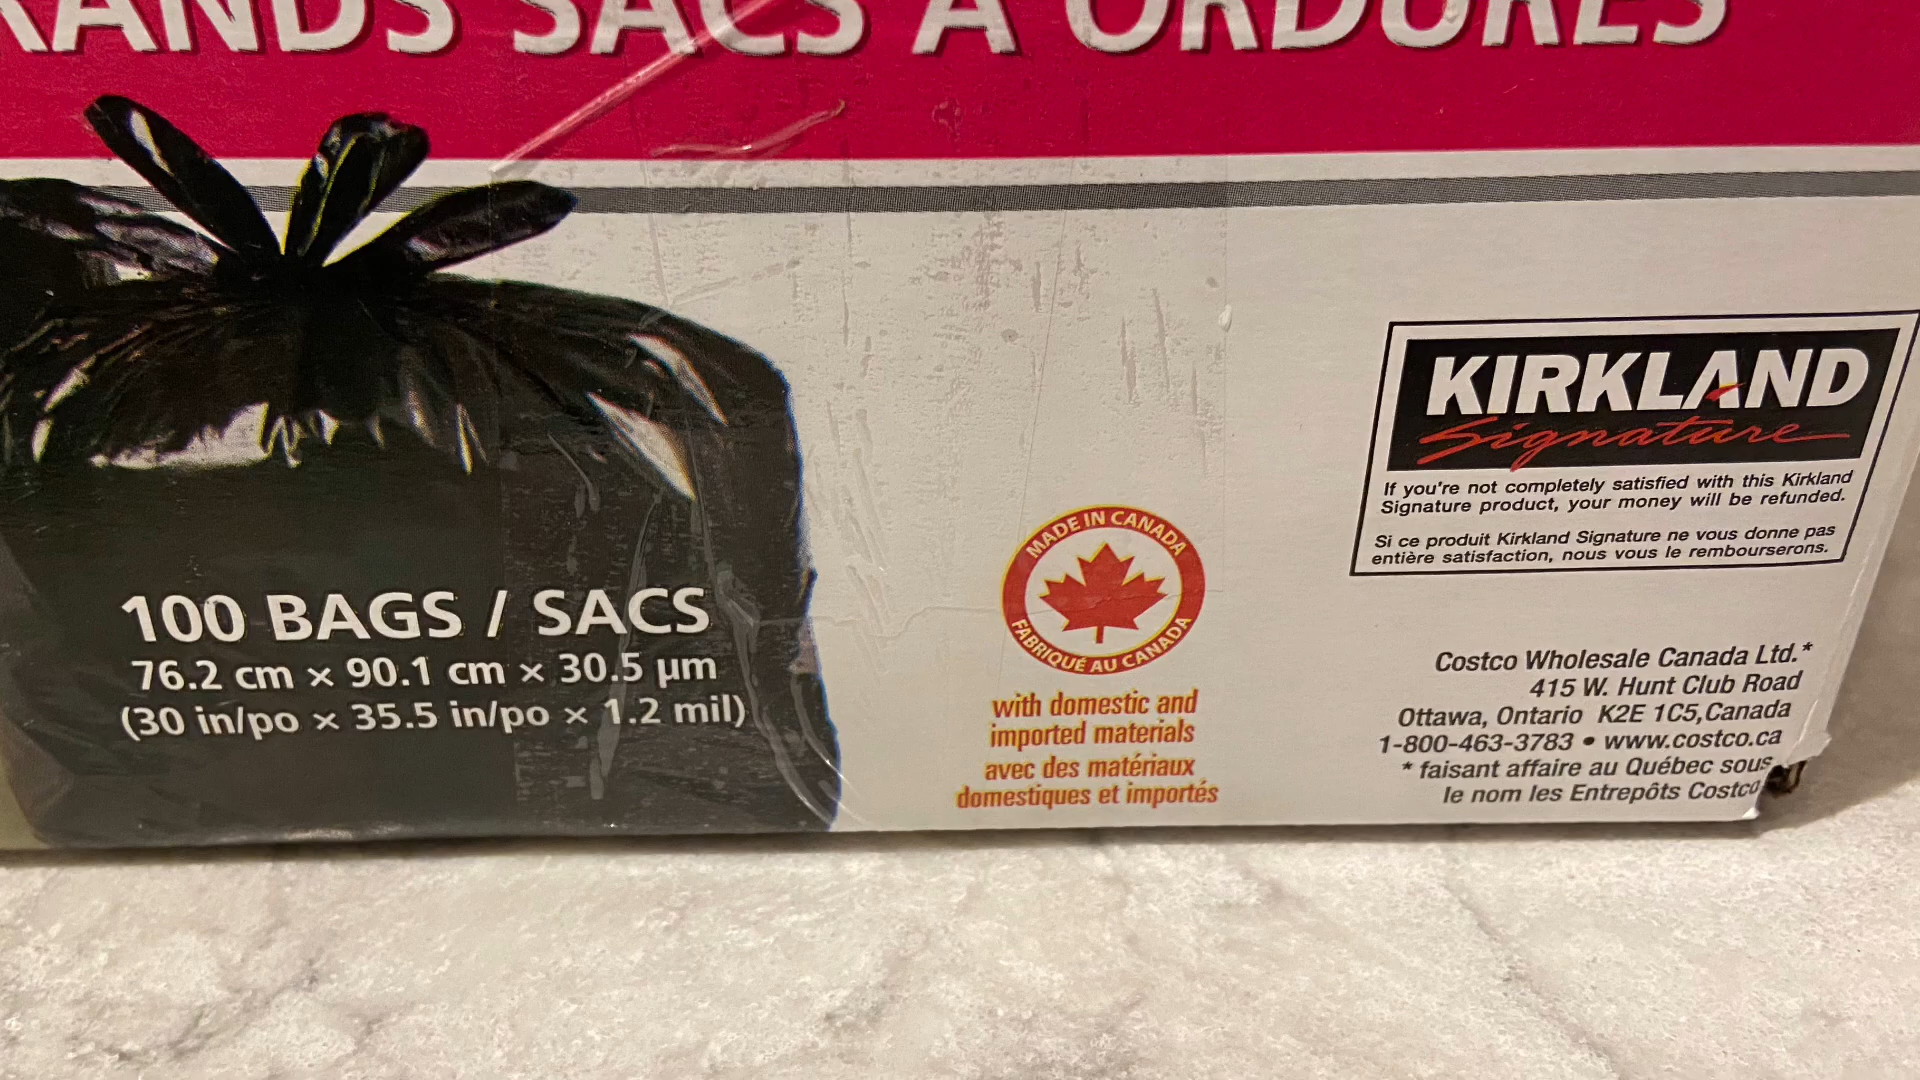 RANDS SACS À ORDURES
100 BAGS / SACS
76.2 cm × 90.1 cm × 30.5 µm
(30 in/po × 35.5 in/po × 1.2 mil)
MADE IN CANADA
FABRIQUÉ AU CANADA
with domestic and
imported materials
avec des matériaux
domestiques et importés
KIRKLAND
Signature
If you're not completely satisfied with this Kirkland
Signature product, your money will be refunded.
Si ce produit Kirkland Signature ne vous donne pas
entière satisfaction, nous vous le rembourserons.
Costco Wholesale Canada Ltd.*
415 W. Hunt Club Road
Ottawa, Ontario K2E 1C5,Canada
1-800-463-3783 • www.costco.ca
* faisant affaire au Québec sous
le nom les Entrepôts Costco